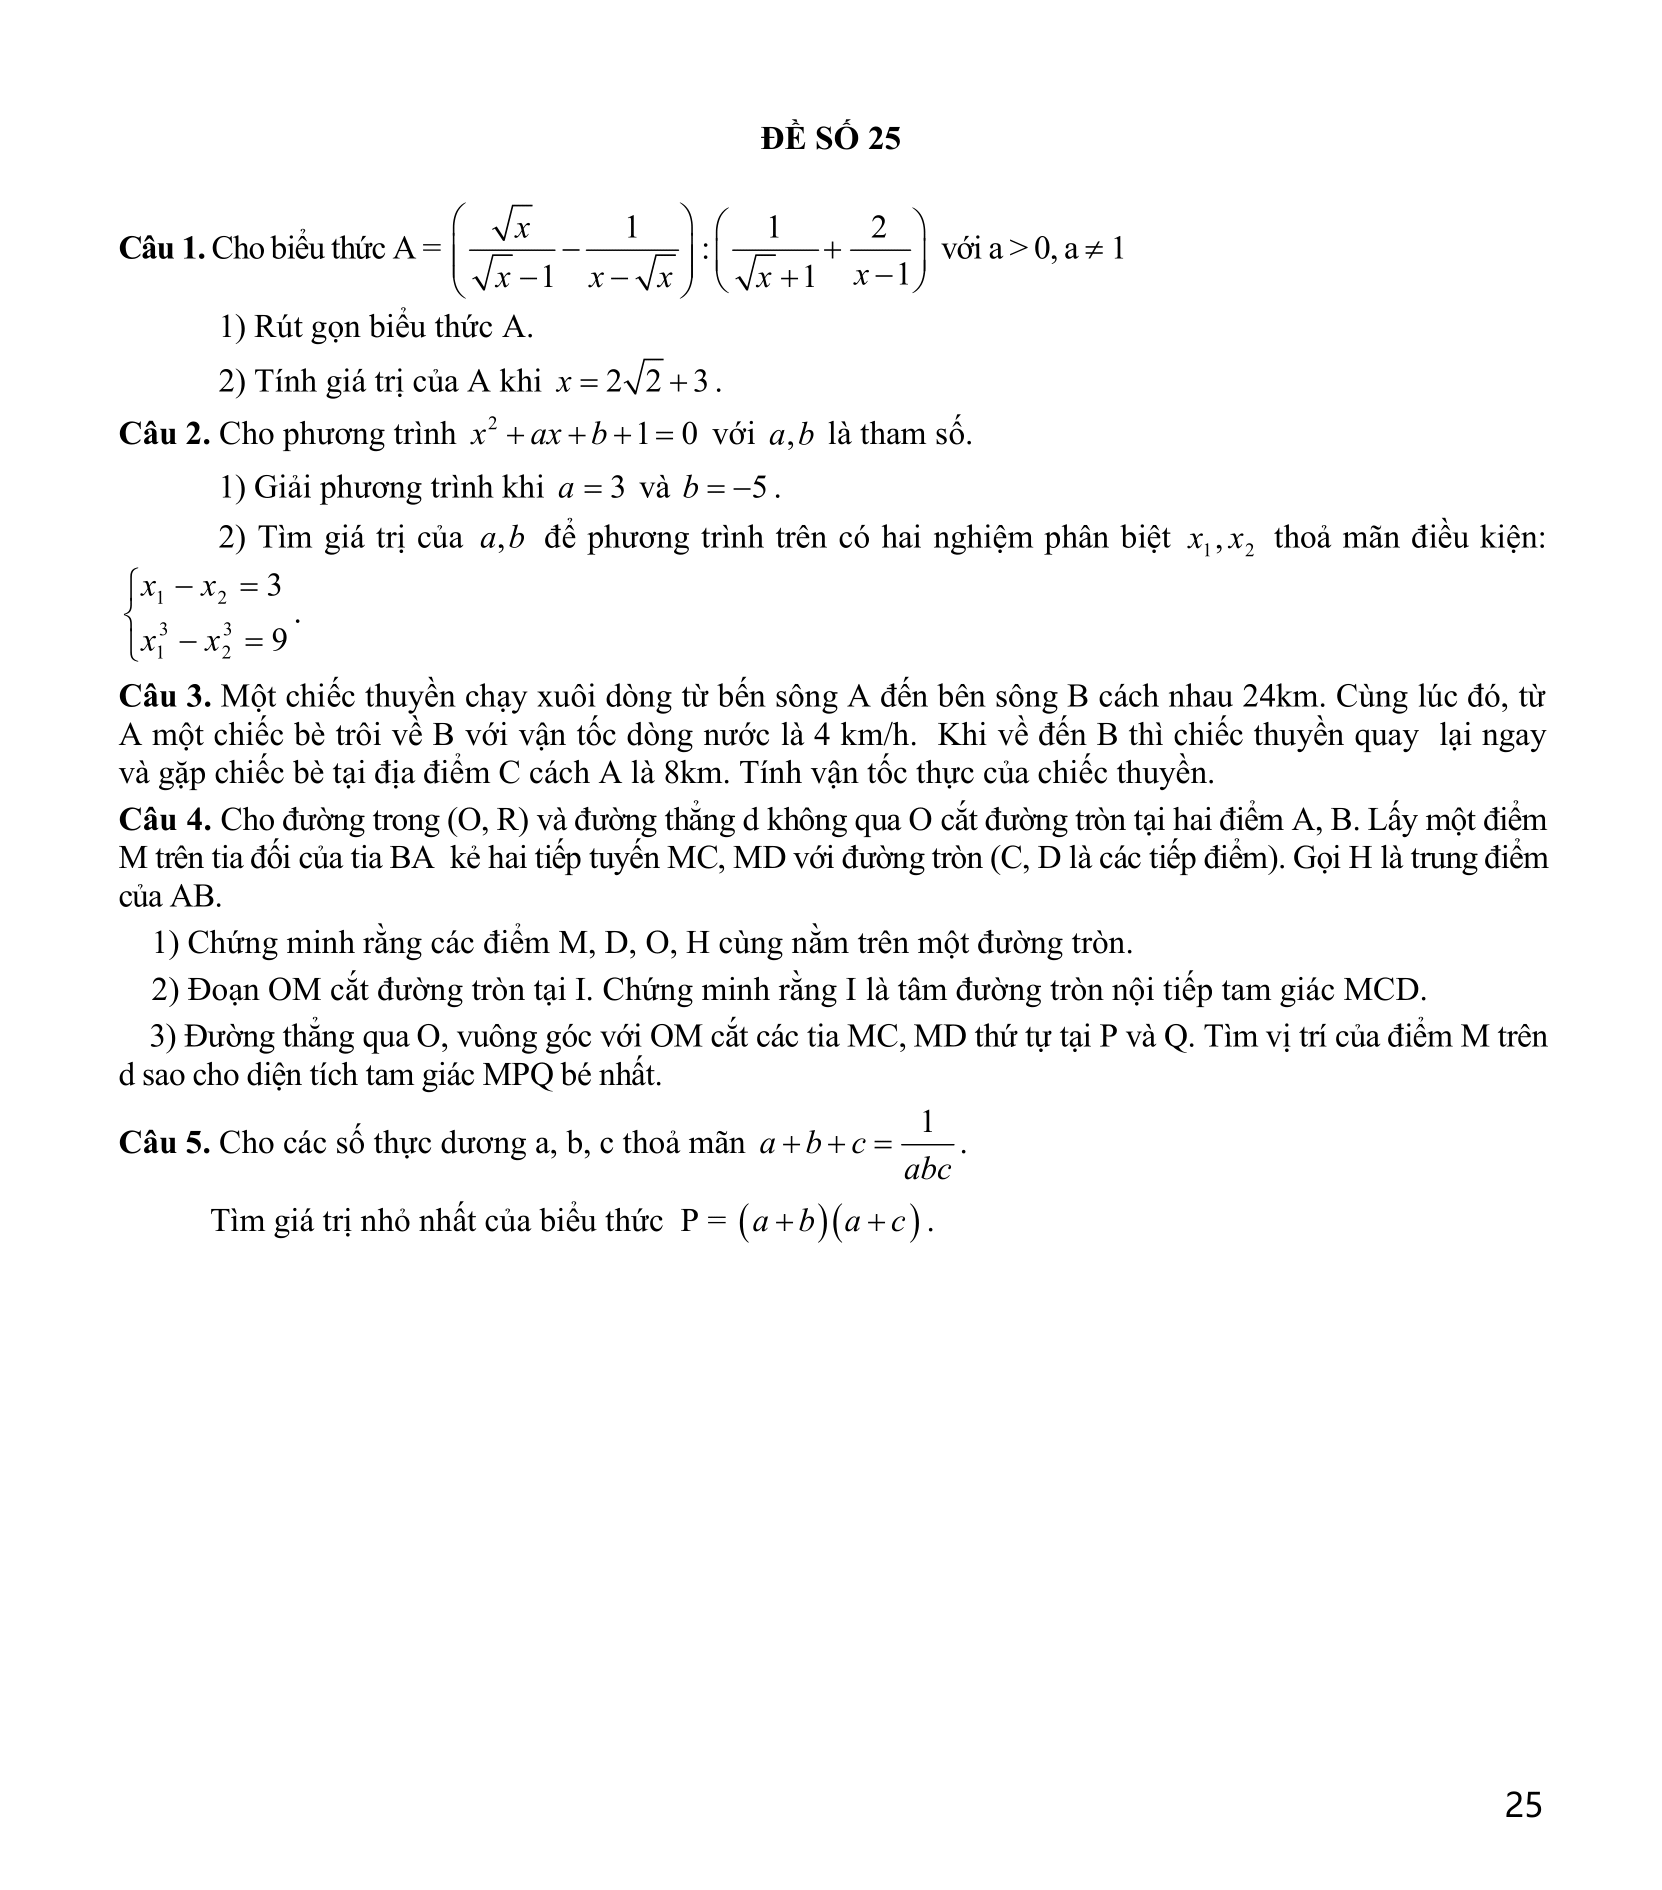 ĐỀ SỐ 25
Câu 1. Cho biểu thức A = $\left( \frac{\sqrt{x}}{\sqrt{x}-1} - \frac{1}{x-\sqrt{x}} \right) : \left( \frac{1}{\sqrt{x}+1} + \frac{2}{x-1} \right)$ với a > 0, a ≠ 1
1) Rút gọn biểu thức A.
2) Tính giá trị của A khi $x = 2\sqrt{2} + 3$.
Câu 2. Cho phương trình $x^2 + ax + b + 1 = 0$ với a, b là tham số.
1) Giải phương trình khi a = 3 và b = −5.
2) Tìm giá trị của a, b để phương trình trên có hai nghiệm phân biệt $x_1, x_2$ thoả mãn điều kiện:
$\begin{cases} x_1 - x_2 = 3 \\ x_1^3 - x_2^3 = 9 \end{cases}$.
Câu 3. Một chiếc thuyền chạy xuôi dòng từ bến sông A đến bên sông B cách nhau 24km. Cùng lúc đó, từ
A một chiếc bè trôi về B với vận tốc dòng nước là 4 km/h. Khi về đến B thì chiếc thuyền quay lại ngay
và gặp chiếc bè tại địa điểm C cách A là 8km. Tính vận tốc thực của chiếc thuyền.
Câu 4. Cho đường trong (O, R) và đường thẳng d không qua O cắt đường tròn tại hai điểm A, B. Lấy một điểm
M trên tia đối của tia BA kẻ hai tiếp tuyến MC, MD với đường tròn (C, D là các tiếp điểm). Gọi H là trung điểm
của AB.
1) Chứng minh rằng các điểm M, D, O, H cùng nằm trên một đường tròn.
2) Đoạn OM cắt đường tròn tại I. Chứng minh rằng I là tâm đường tròn nội tiếp tam giác MCD.
3) Đường thẳng qua O, vuông góc với OM cắt các tia MC, MD thứ tự tại P và Q. Tìm vị trí của điểm M trên
d sao cho diện tích tam giác MPQ bé nhất.
Câu 5. Cho các số thực dương a, b, c thoả mãn $a + b + c = \frac{1}{abc}$.
Tìm giá trị nhỏ nhất của biểu thức P = $(a + b)(a + c)$.
25